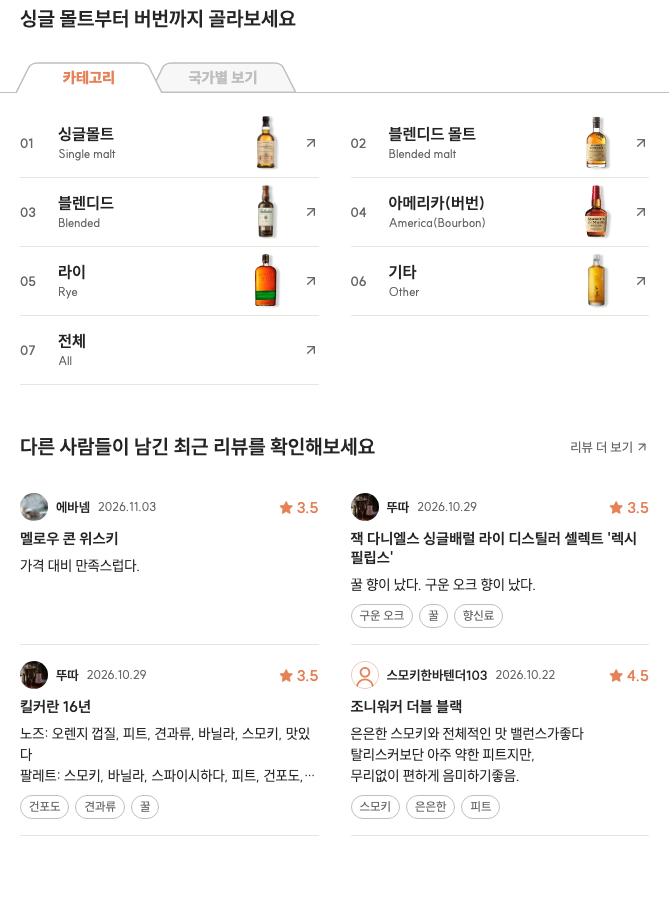 싱글 몰트부터 버번까지 골라보세요
카테고리
국가별 보기
01
싱글몰트
Single malt
02
블렌디드 몰트
Blended malt
03
블렌디드
Blended
04
아메리카(버번)
America(Bourbon)
05
라이
Rye
06
기타
Other
07
전체
All
다른 사람들이 남긴 최근 리뷰를 확인해보세요
리뷰 더 보기
에바넴 2026.11.03 3.5
멜로우 콘 위스키
가격 대비 만족스럽다.
뚜따 2026.10.29 3.5
잭 다니엘스 싱글배럴 라이 디스틸러 셀렉트 '렉시
필립스'
꿀 향이 났다. 구운 오크 향이 났다.
구운 오크 꿀 향신료
뚜따 2026.10.29 3.5
킬커란 16년
노즈: 오렌지 껍질, 피트, 견과류, 바닐라, 스모키, 맛있
다
팔레트: 스모키, 바닐라, 스파이시하다, 피트, 건포도,…
건포도 견과류 꿀
스모키한바텐더103 2026.10.22 4.5
조니워커 더블 블랙
은은한 스모키와 전체적인 맛 밸런스가좋다
탈리스커보단 아주 약한 피트지만,
무리없이 편하게 음미하기좋음.
스모키 은은한 피트